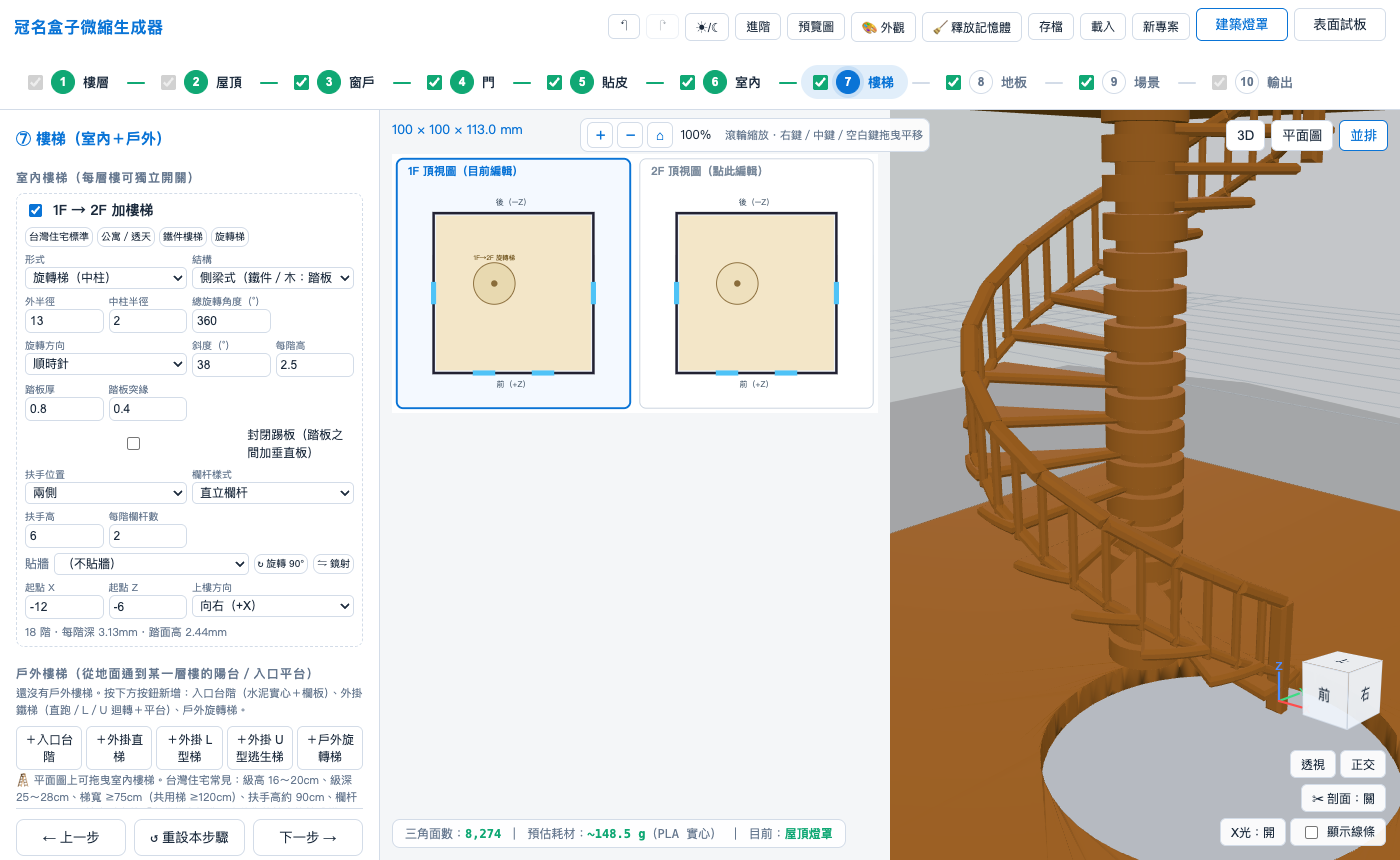 冠名盒子微縮生成器
☀/☾ 進階 預覽圖 🎨 外觀 🧹 釋放記憶體 存檔 載入 新專案 建築燈罩 表面試板
1 樓層 2 屋頂 3 窗戶 4 門 5 貼皮 6 室內 7 樓梯 8 地板 9 場景 10 輸出
⑦ 樓梯（室內＋戶外）
室內樓梯（每層樓可獨立開關）
1F → 2F 加樓梯
台灣住宅標準 公寓 / 透天 鐵件樓梯 旋轉梯
形式 結構
旋轉梯（中柱） 側梁式（鐵件 / 木：踏板
外半徑 中柱半徑 總旋轉角度（°）
13 2 360
旋轉方向 斜度（°） 每階高
順時針 38 2.5
踏板厚 踏板突緣
0.8 0.4
封閉踢板（踏板之
間加垂直板）
扶手位置 欄杆樣式
兩側 直立欄杆
扶手高 每階欄杆數
6 2
貼牆 （不貼牆） ↻ 旋轉 90° ⇋ 鏡射
起點 X 起點 Z 上樓方向
-12 -6 向右（+X）
18 階 · 每階深 3.13mm · 踏面高 2.44mm
戶外樓梯（從地面通到某一層樓的陽台 / 入口平台）
還沒有戶外樓梯。按下方按鈕新增：入口台階（水泥實心＋欄板）、外掛
鐵梯（直跑 / L / U 迴轉＋平台）、戶外旋轉梯。
＋入口台
階
＋外掛直
梯
＋外掛 L
型梯
＋外掛 U
型逃生梯
＋戶外旋
轉梯
平面圖上可拖曳室內樓梯。台灣住宅常見：級高 16～20cm、級深
25～28cm、梯寬 ≥75cm（共用梯 ≥120cm）、扶手高約 90cm、欄杆
← 上一步 ↺ 重設本步驟 下一步 →
100 × 100 × 113.0 mm
+ − ⌂ 100% 滾輪縮放 · 右鍵 / 中鍵 / 空白鍵拖曳平移
1F 頂視圖（目前編輯）
後（—Z）
1F→2F 旋轉梯
前（+Z）
2F 頂視圖（點此編輯）
後（—Z）
前（+Z）
三角面數：8,274 | 預估耗材：~148.5 g (PLA 實心) | 目前：屋頂燈罩
3D 平面圖 並排
Z
前 右
透視 正交
✂ 剖面：關
X光：開 顯示線條